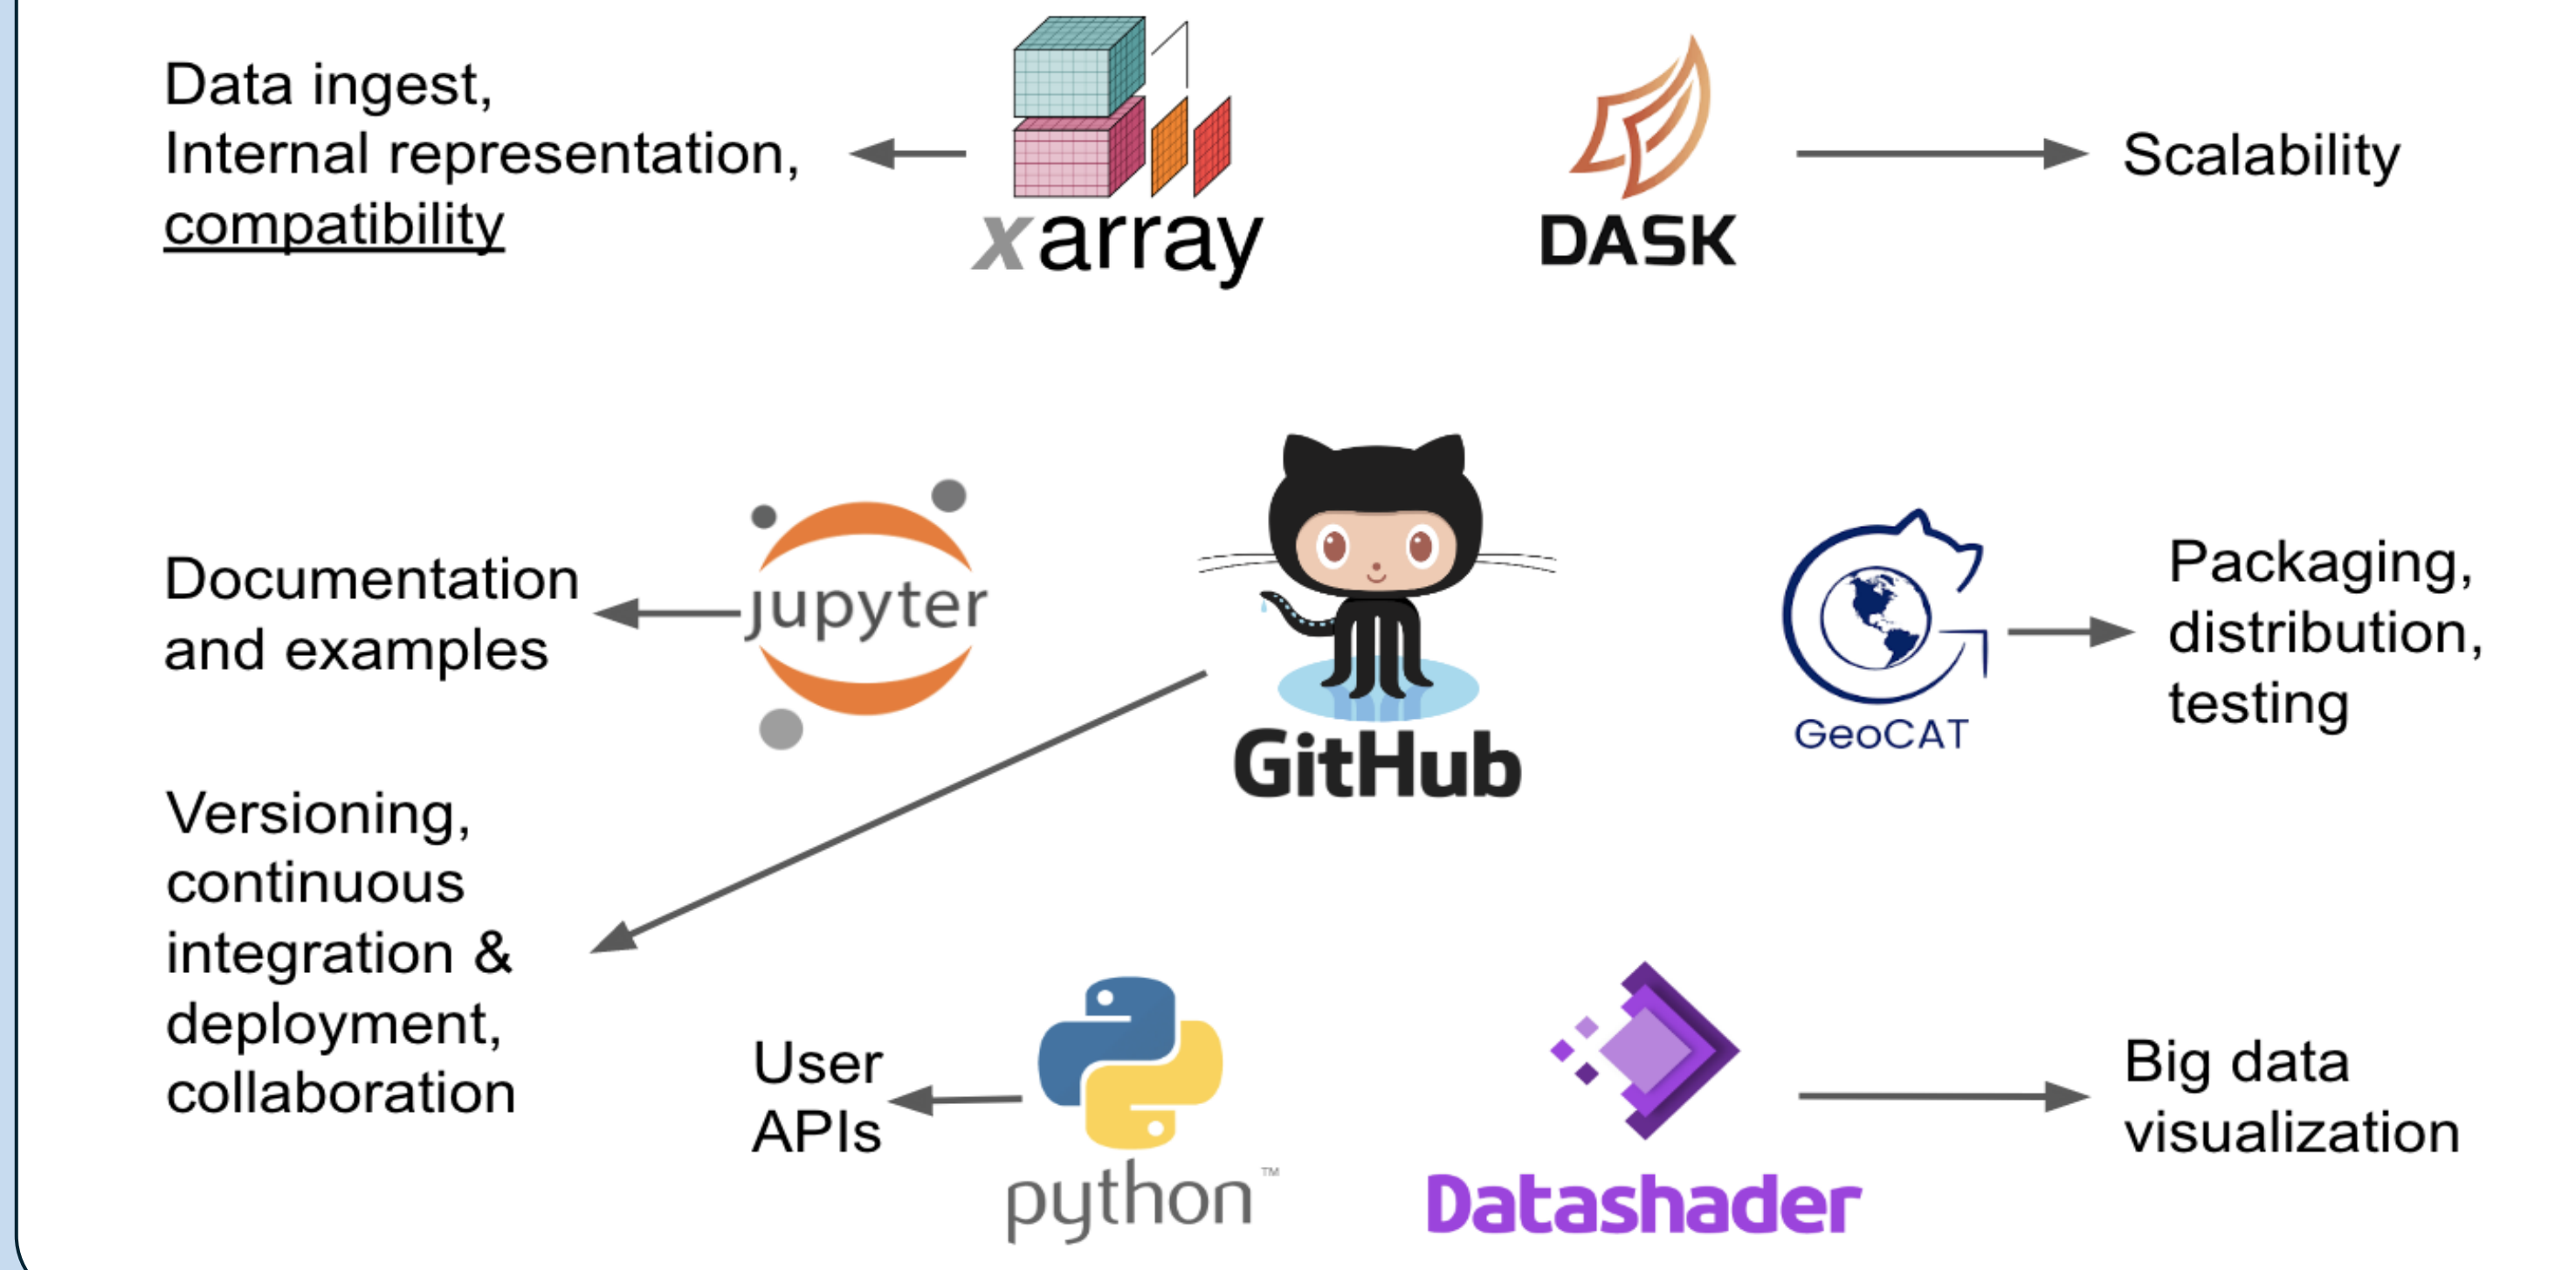 Data ingest,
Internal representation,
compatibility
xarray
DASK
Scalability
Documentation
and examples
jupyter
GitHub
GeoCAT
Packaging,
distribution,
testing
Versioning,
continuous
integration &
deployment,
collaboration
User
APIs
python™
Datashader
Big data
visualization